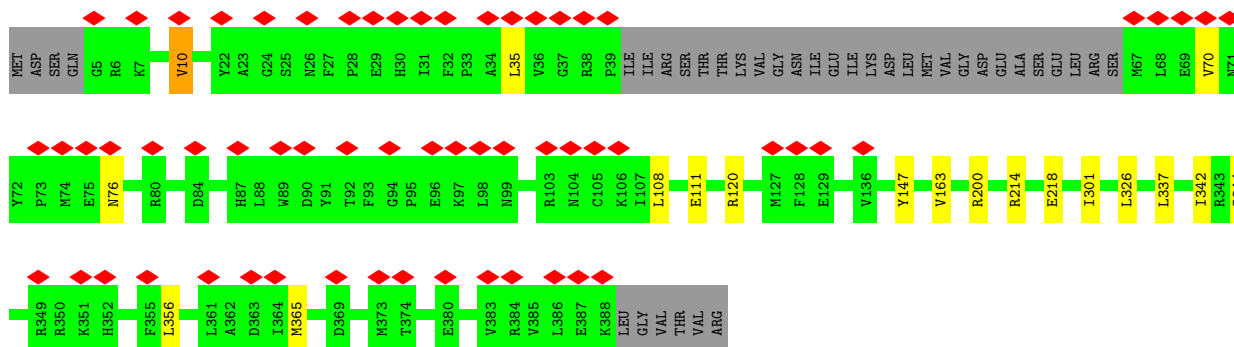 MET ASP SER GLN G5 R6 K7 V10 Y22 A23 G24 S25 N26 F27 P28 E29 H30 I31 F32 P33 A34 L35 V36 G37 R38 P39 ILE ILE ARG SER THR THR LYS VAL GLY ASN ILE GLU ILE LYS ASP LEU MET VAL GLY ASP GLU ALA SER GLU LEU ARG SER M67 L68 E69 V70 N71
Y72 P73 M74 E75 N76 R80 D84 H87 L88 W89 D90 Y91 T92 F93 G94 P95 E96 K97 L98 N99 R103 N104 C105 K106 I107 L108 E111 R120 M127 F128 E129 V136 Y147 V163 R200 R214 E218 I301 L326 L337 I342 R343
R349 R350 K351 H352 F355 L356 L361 A362 D363 I364 M365 D369 M373 T374 E380 V383 R384 V385 L386 E387 K388 LEU GLY VAL THR VAL ARG